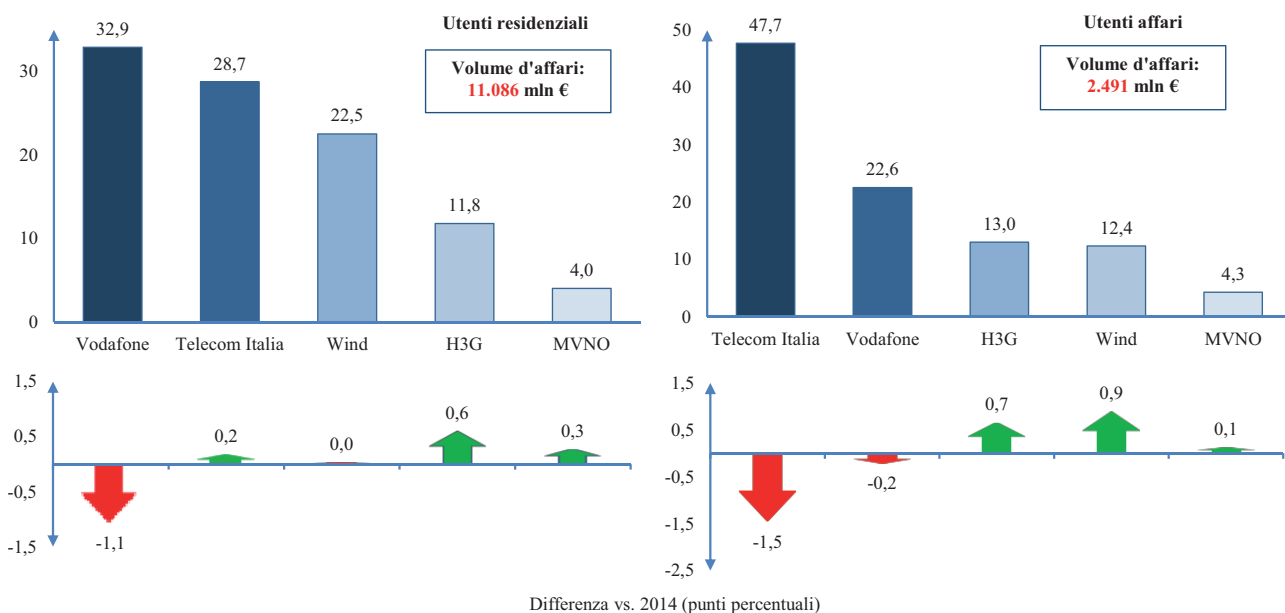 Utenti residenziali
Volume d'affari:
11.086 mln €
32,9
28,7
22,5
11,8
4,0
30
20
10
0
Vodafone
Telecom Italia
Wind
H3G
MVNO
1,5
0,5
-0,5
-1,5
-1,1
0,2
0,0
0,6
0,3
Utenti affari
Volume d'affari:
2.491 mln €
47,7
22,6
13,0
12,4
4,3
50
40
30
20
10
0
Telecom Italia
Vodafone
H3G
Wind
MVNO
1,5
0,5
-0,5
-1,5
-2,5
-1,5
-0,2
0,7
0,9
0,1
Differenza vs. 2014 (punti percentuali)